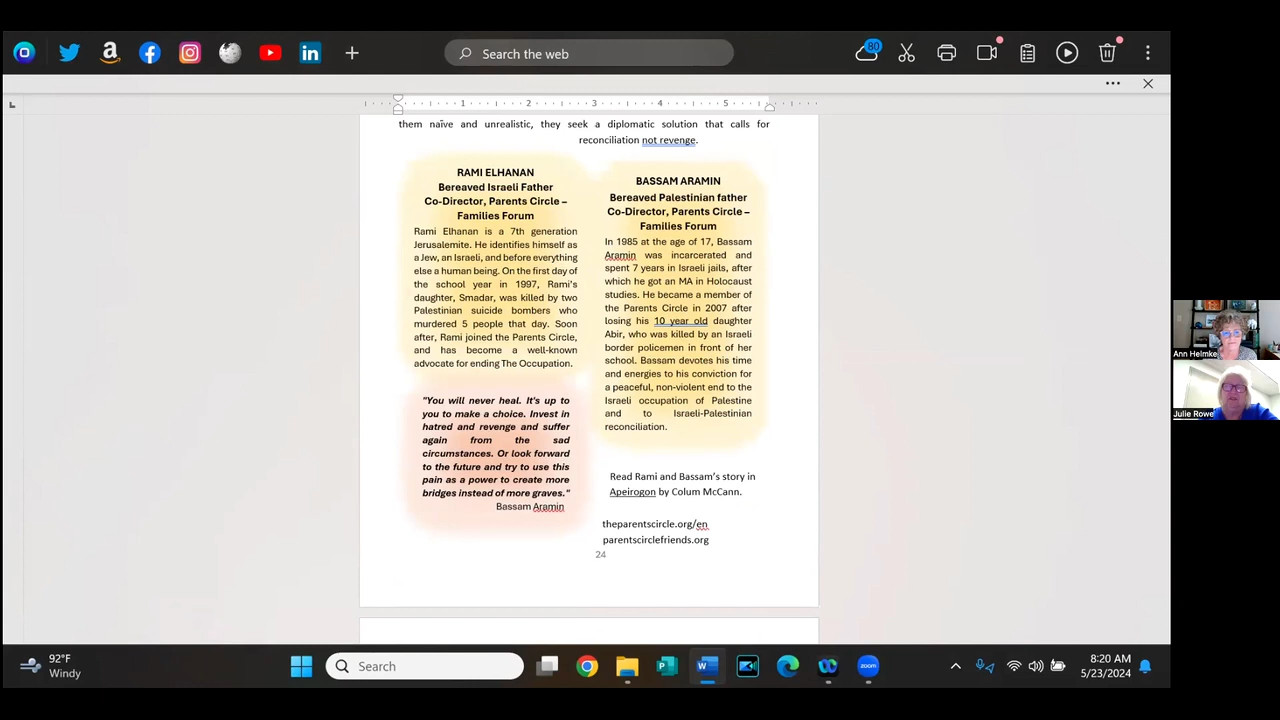 Search the web
80
1 2 3 4 5
them naïve and unrealistic, they seek a diplomatic solution that calls for
reconciliation not revenge.
RAMI ELHANAN
Bereaved Israeli Father
Co-Director, Parents Circle –
Families Forum
Rami Elhanan is a 7th generation
Jerusalemite. He identifies himself as
a Jew, an Israeli, and before everything
else a human being. On the first day of
the school year in 1997, Rami's
daughter, Smadar, was killed by two
Palestinian suicide bombers who
murdered 5 people that day. Soon
after, Rami joined the Parents Circle,
and has become a well-known
advocate for ending The Occupation.
"You will never heal. It's up to
you to make a choice. Invest in
hatred and revenge and suffer
again from the sad
circumstances. Or look forward
to the future and try to use this
pain as a power to create more
bridges instead of more graves."
Bassam Aramin
BASSAM ARAMIN
Bereaved Palestinian father
Co-Director, Parents Circle –
Families Forum
In 1985 at the age of 17, Bassam
Aramin was incarcerated and
spent 7 years in Israeli jails, after
which he got an MA in Holocaust
studies. He became a member of
the Parents Circle in 2007 after
losing his 10 year old daughter
Abir, who was killed by an Israeli
border policemen in front of her
school. Bassam devotes his time
and energies to his conviction for
a peaceful, non-violent end to the
Israeli occupation of Palestine
and to Israeli-Palestinian
reconciliation.
Read Rami and Bassam's story in
Apeirogon by Colum McCann.
theparentscircle.org/en
parentscirclefriends.org
24
Ann Helmke
Julie Rowe
92°F
Windy
Search
zoom
8:20 AM
5/23/2024